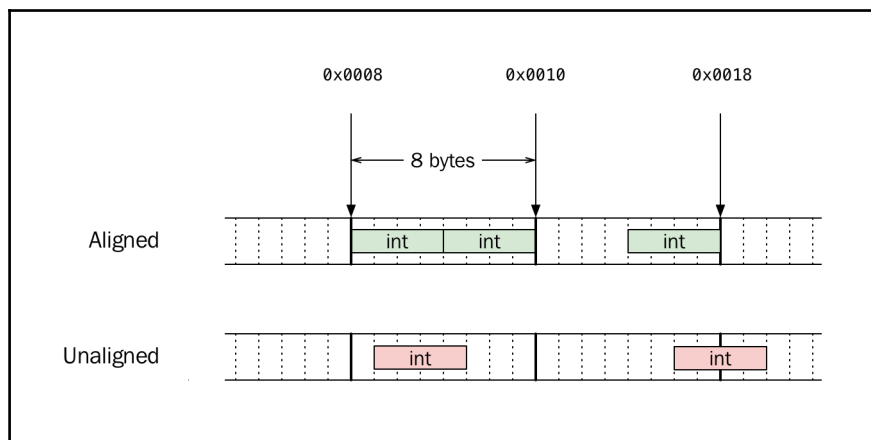 0x0008 0x0010 0x0018
8 bytes
Aligned int int int
Unaligned int int